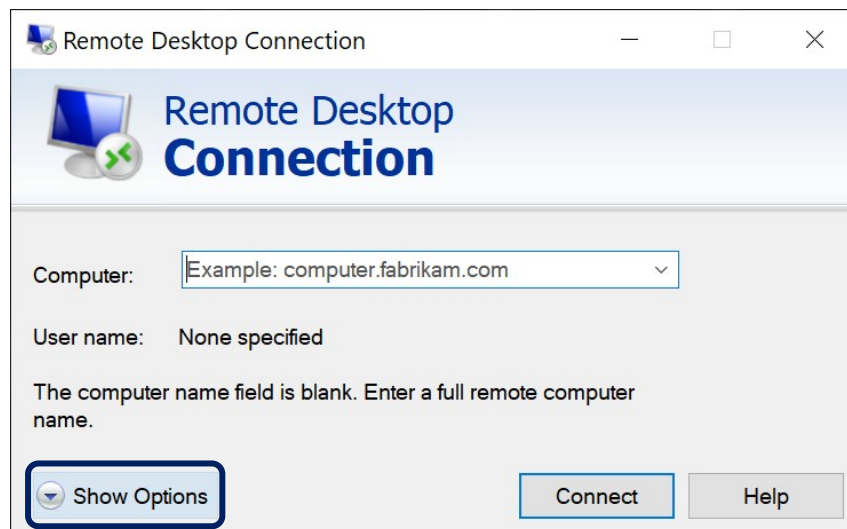 Remote Desktop Connection
Remote Desktop
Connection
Computer: Example: computer.fabrikam.com
User name: None specified
The computer name field is blank. Enter a full remote computer
name.
Show Options Connect Help